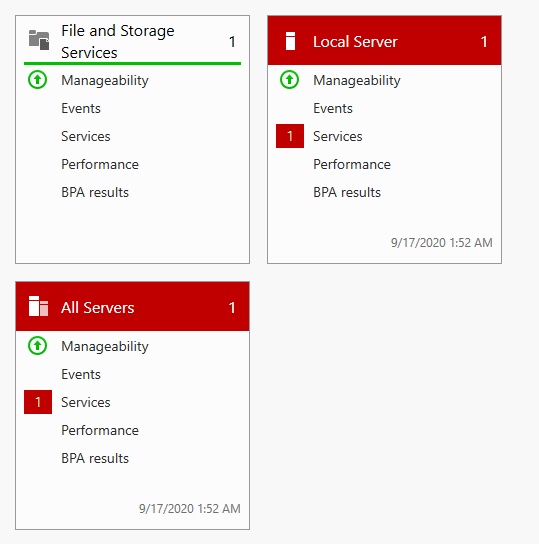 File and Storage
Services
1
Manageability
Events
Services
Performance
BPA results
Local Server 1
Manageability
Events
1 Services
Performance
BPA results
9/17/2020 1:52 AM
All Servers 1
Manageability
Events
1 Services
Performance
BPA results
9/17/2020 1:52 AM